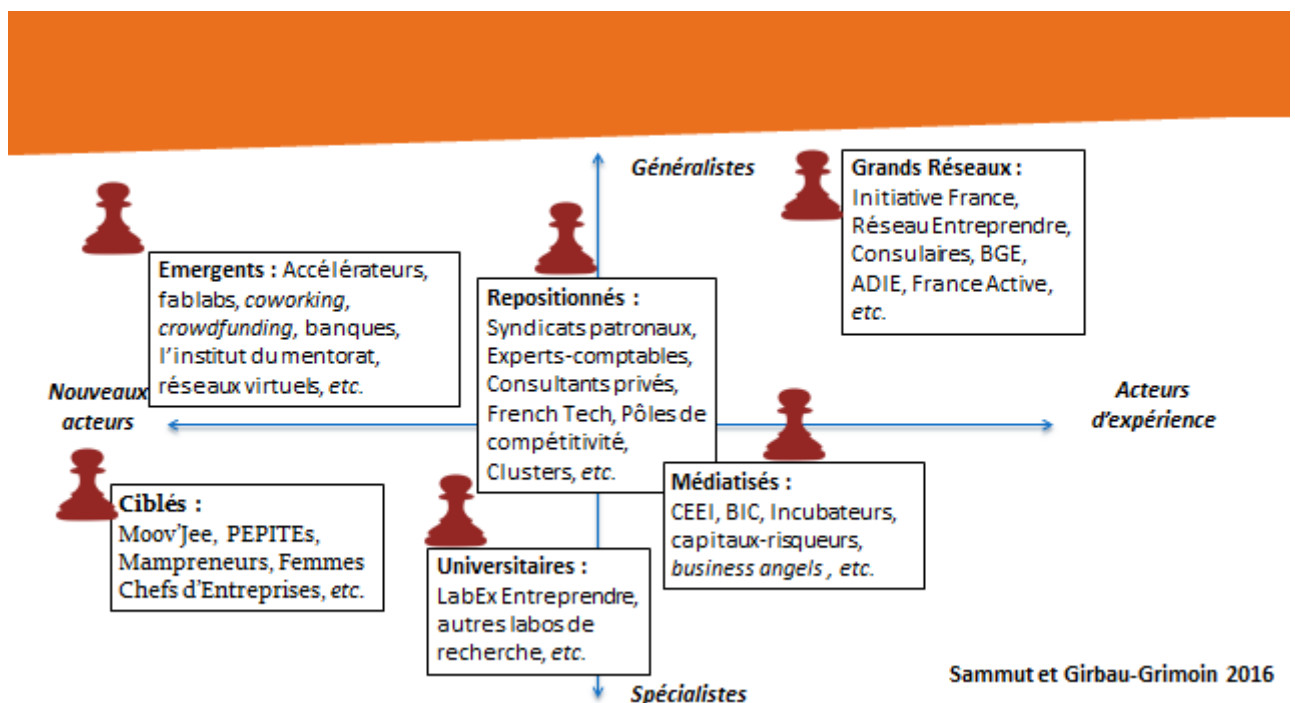 Généralistes
Grands Réseaux :
Initiative France,
Réseau Entreprendre,
Consulaires, BGE,
ADIE, France Active,
etc.
Emergents : Accélérateurs,
fablabs, coworking,
crowdfunding, banques,
l'institut du mentorat,
réseaux virtuels, etc.
Repositionnés :
Syndicats patronaux,
Experts-comptables,
Consultants privés,
French Tech, Pôles de
compétitivité,
Clusters, etc.
Nouveaux
acteurs
Acteurs
d'expérience
Ciblés :
Moov'Jee, PEPITEs,
Mampreneurs, Femmes
Chefs d'Entreprises, etc.
Universitaires :
LabEx Entreprendre,
autres labos de
recherche, etc.
Médiatisés :
CEEI, BIC, Incubateurs,
capitaux-risqueurs,
business angels , etc.
Sammut et Girbau-Grimoin 2016
Spécialistes